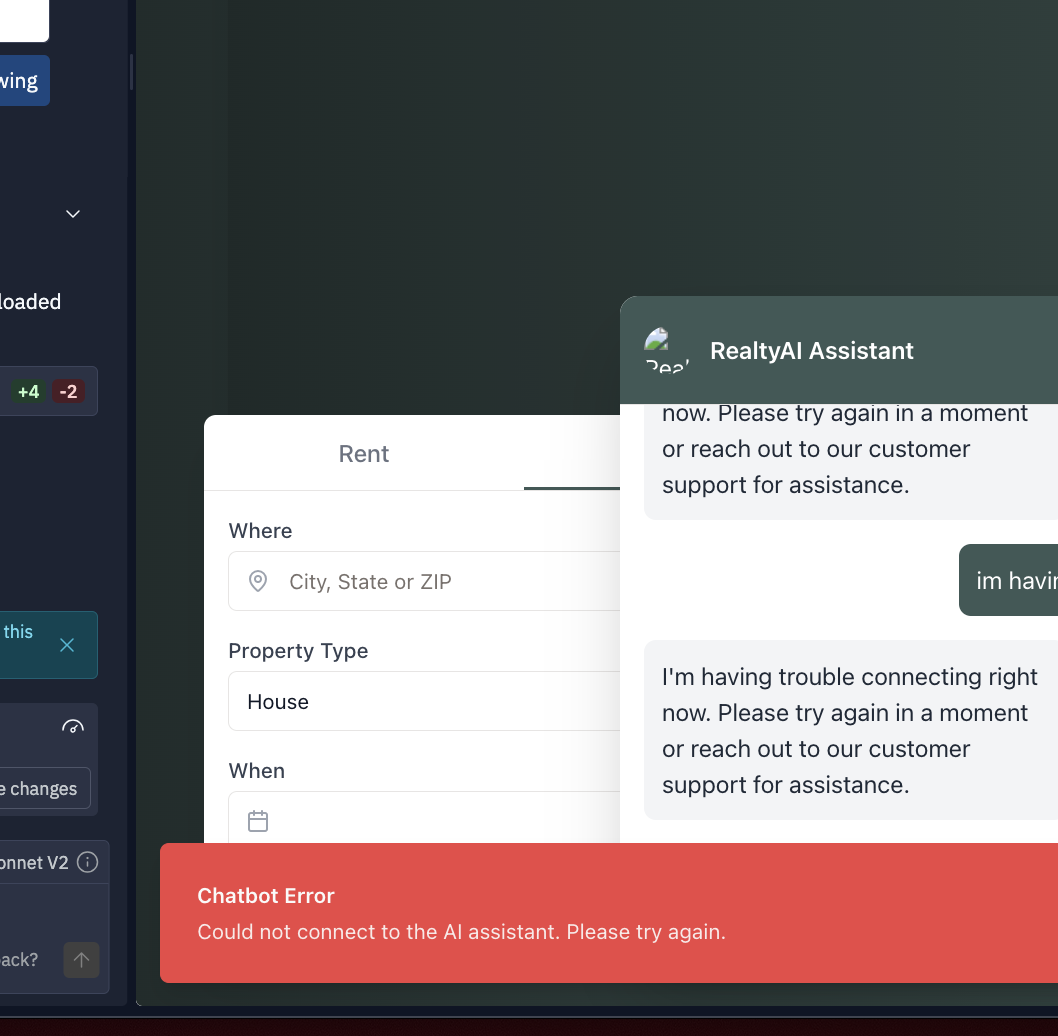 wing
loaded
+4 -2
this
e changes
onnet V2
ack?
Rent
Where
City, State or ZIP
Property Type
House
When
RealtyAI Assistant
now. Please try again in a moment
or reach out to our customer
support for assistance.
im havin
I'm having trouble connecting right
now. Please try again in a moment
or reach out to our customer
support for assistance.
Chatbot Error
Could not connect to the AI assistant. Please try again.